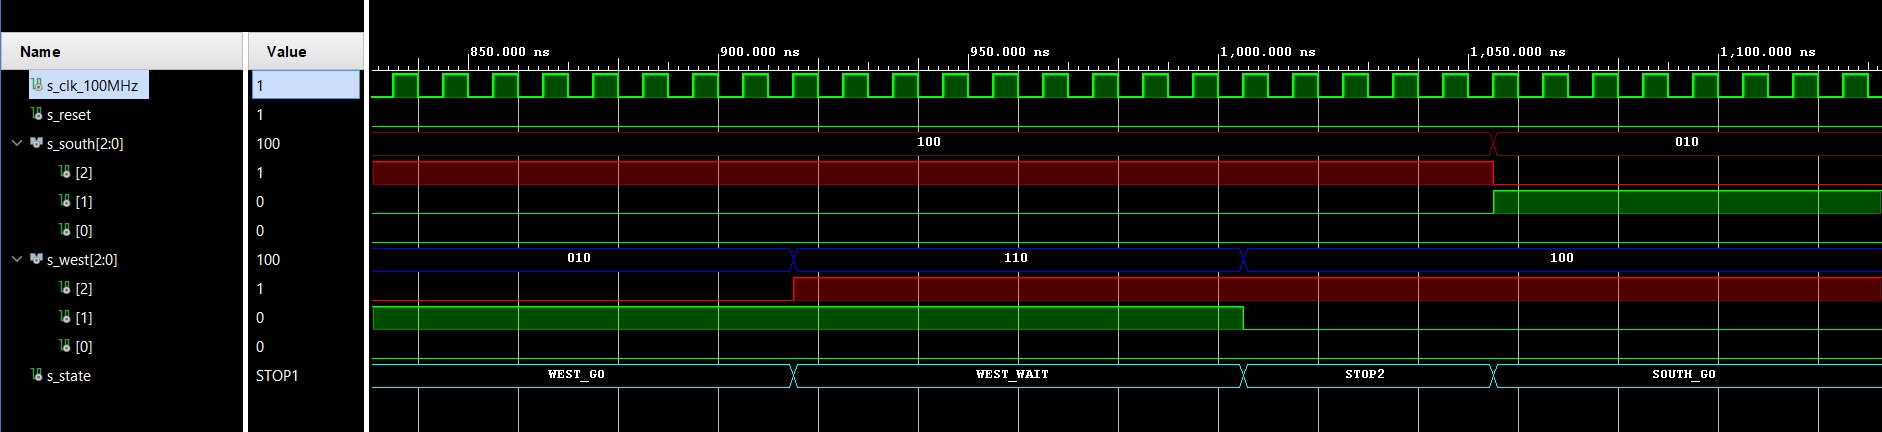 Name Value
850.000 ns 900.000 ns 950.000 ns 1,000.000 ns 1,050.000 ns 1,100.000 ns
s_clk_100MHz 1
s_reset 1
s_south[2:0] 100 100 010
[2] 1
[1] 0
[0] 0
s_west[2:0] 100 010 110 100
[2] 1
[1] 0
[0] 0
s_state STOP1 WEST_GO WEST_WAIT STOP2 SOUTH_GO